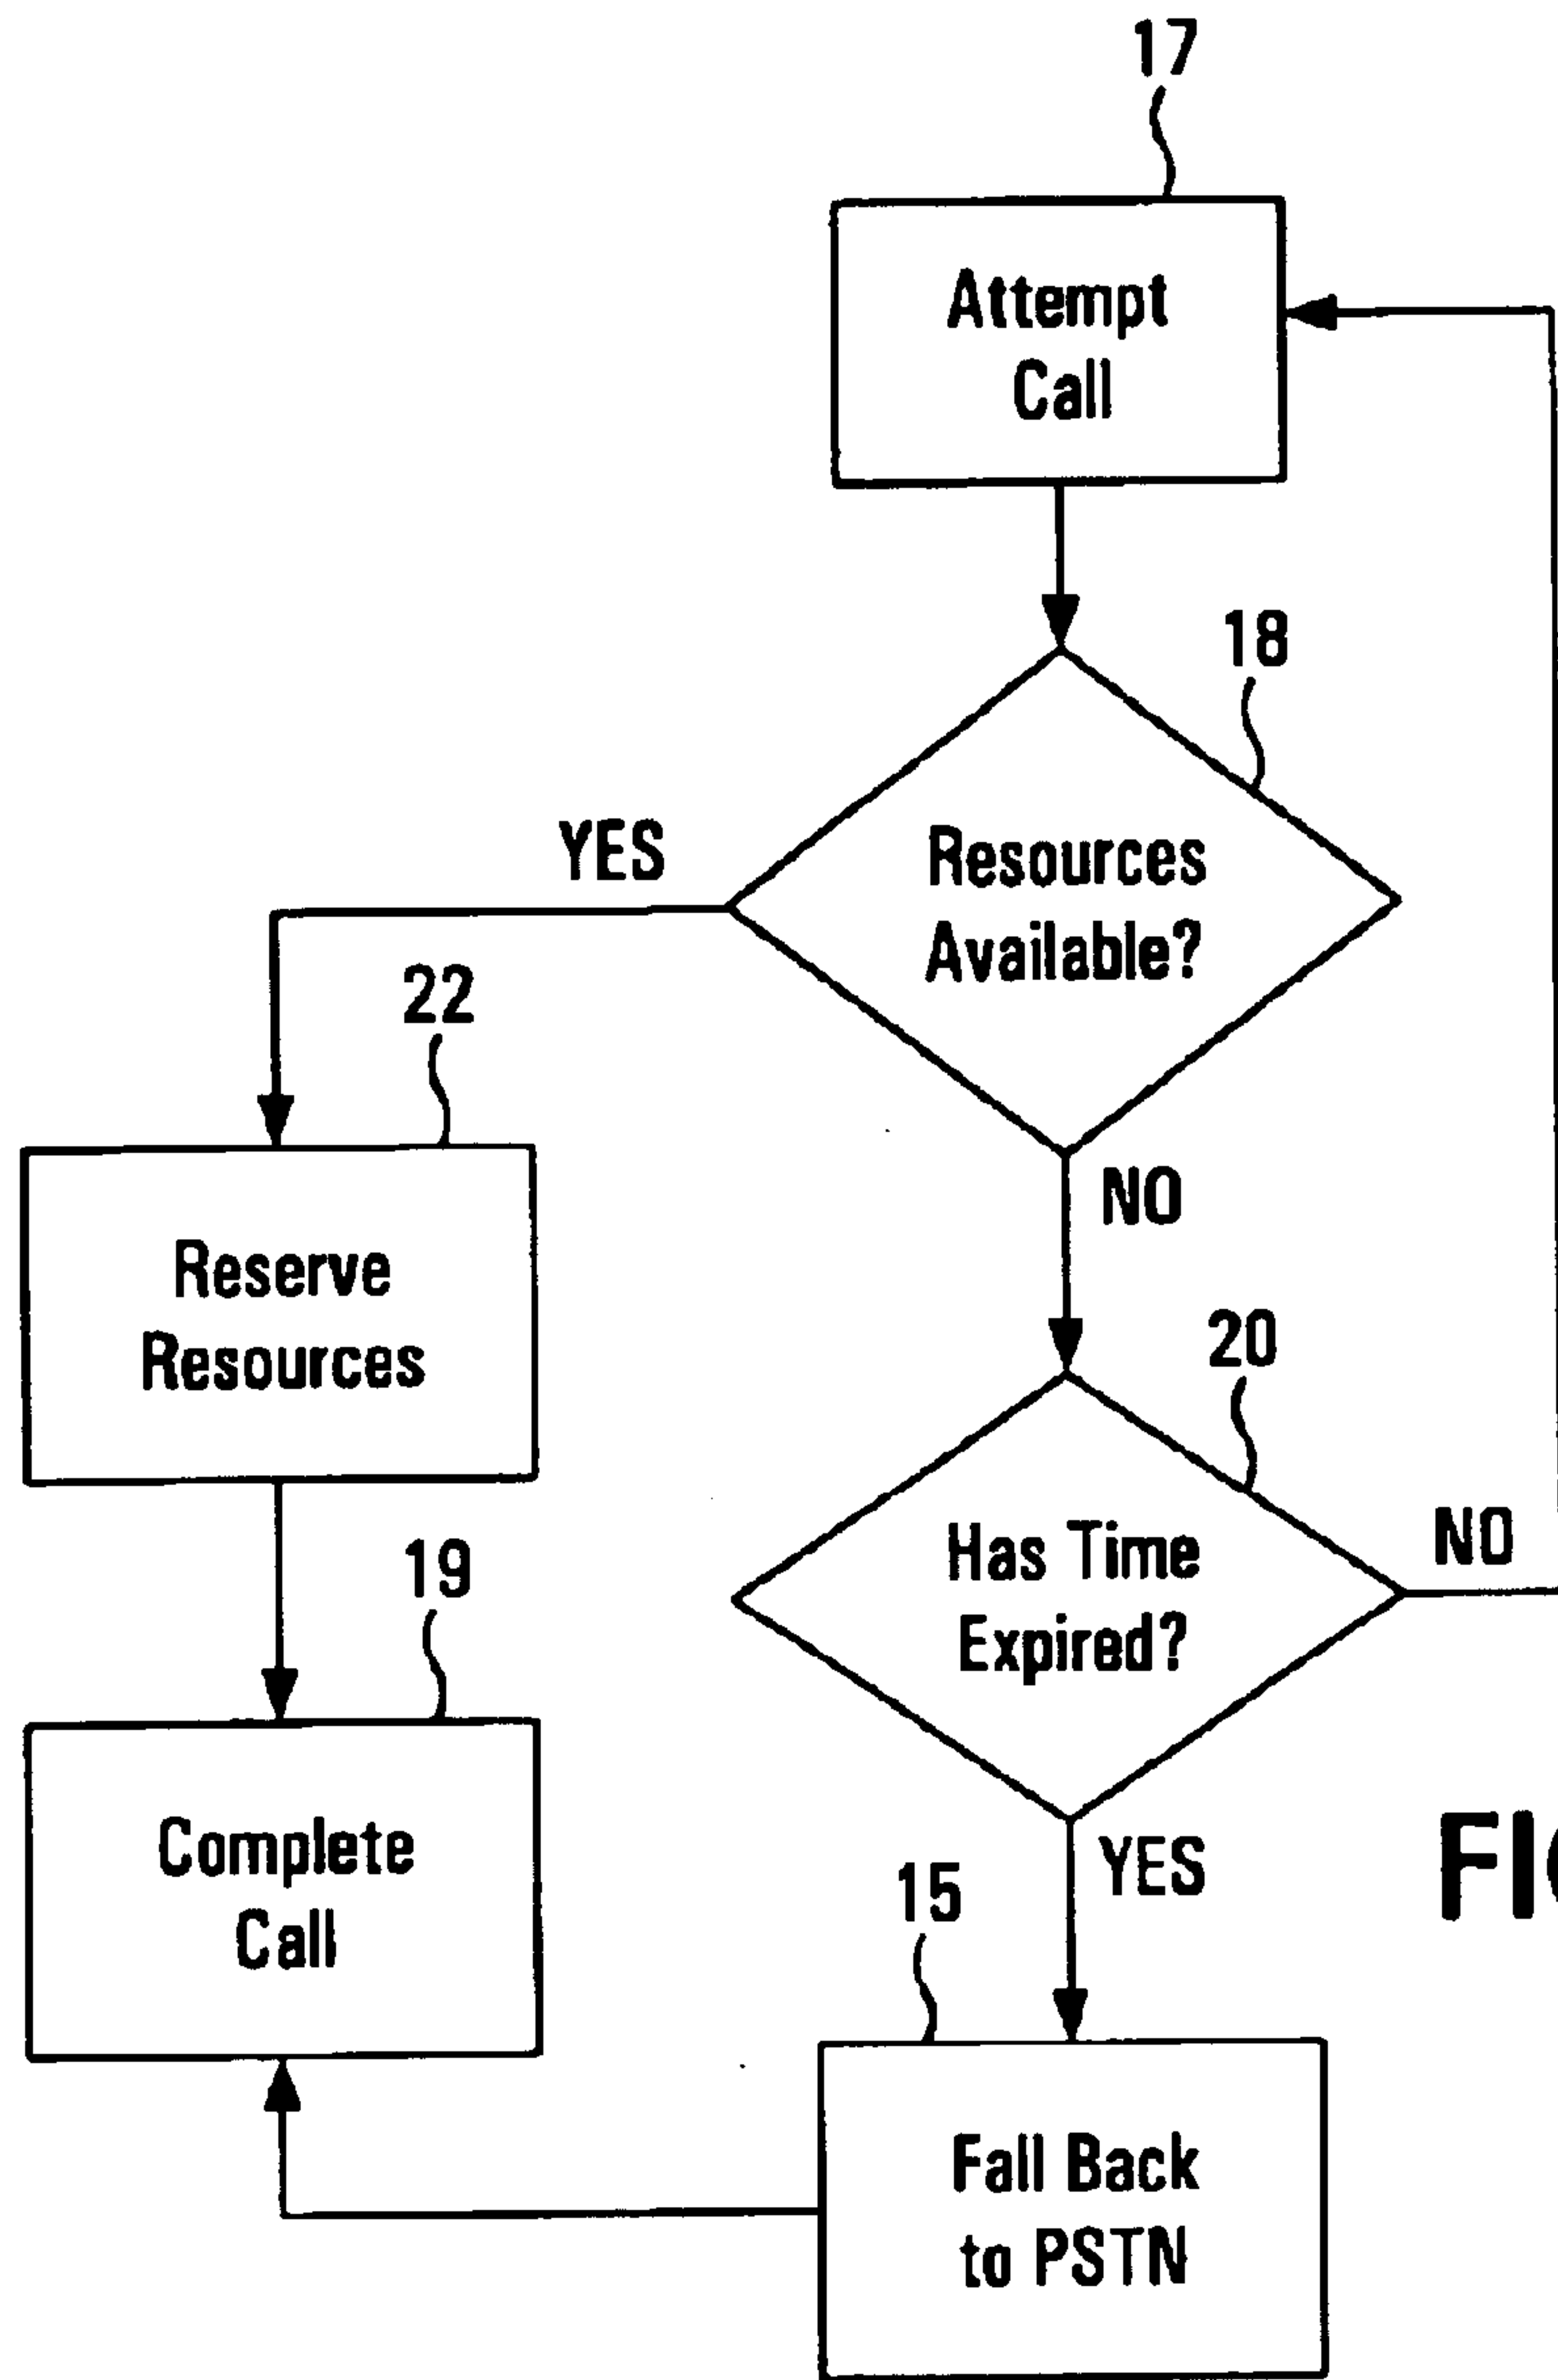 17
Attempt
Call
18
Resources
Available?
YES
22
NO
Reserve
Resources
20
Has Time
Expired?
NO
19
Complete
Call
YES
15
Fall Back
to PSTN